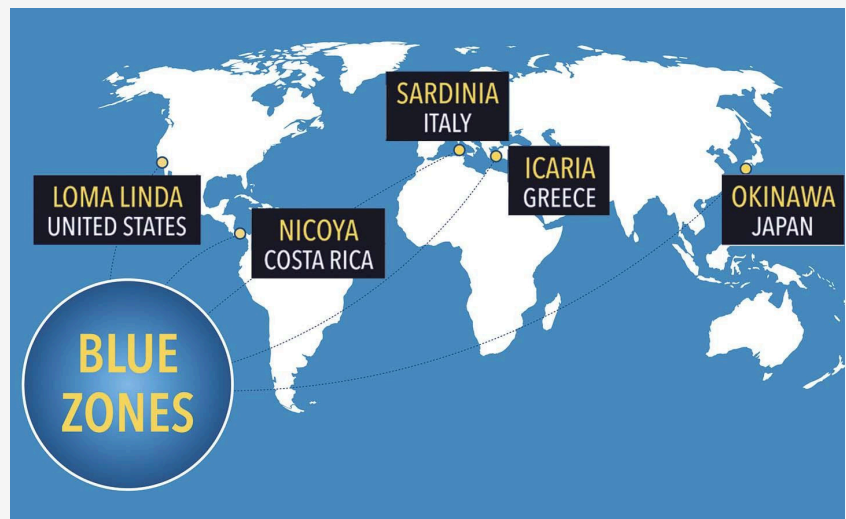 SARDINIA
ITALY
ICARIA
GREECE
OKINAWA
JAPAN
LOMA LINDA
UNITED STATES
NICOYA
COSTA RICA
BLUE
ZONES